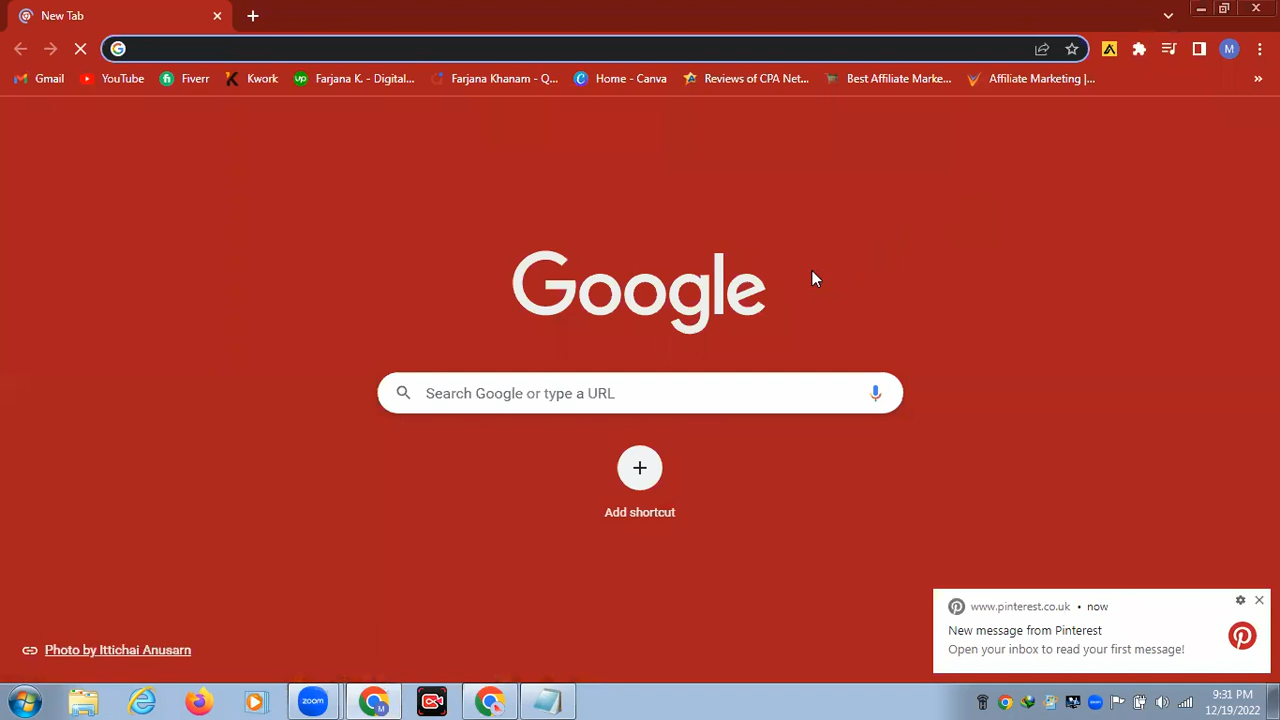 New Tab
Gmail
YouTube
Fiverr
Kwork
Farjana K. - Digital...
Farjana Khanam - Q...
Home - Canva
Reviews of CPA Net...
Best Affiliate Marke...
Affiliate Marketing |...
M
Google
Search Google or type a URL
Add shortcut
www.pinterest.co.uk • now
New message from Pinterest
Open your inbox to read your first message!
Photo by Ittichai Anusarn
zoom
M
9:31 PM
12/19/2022